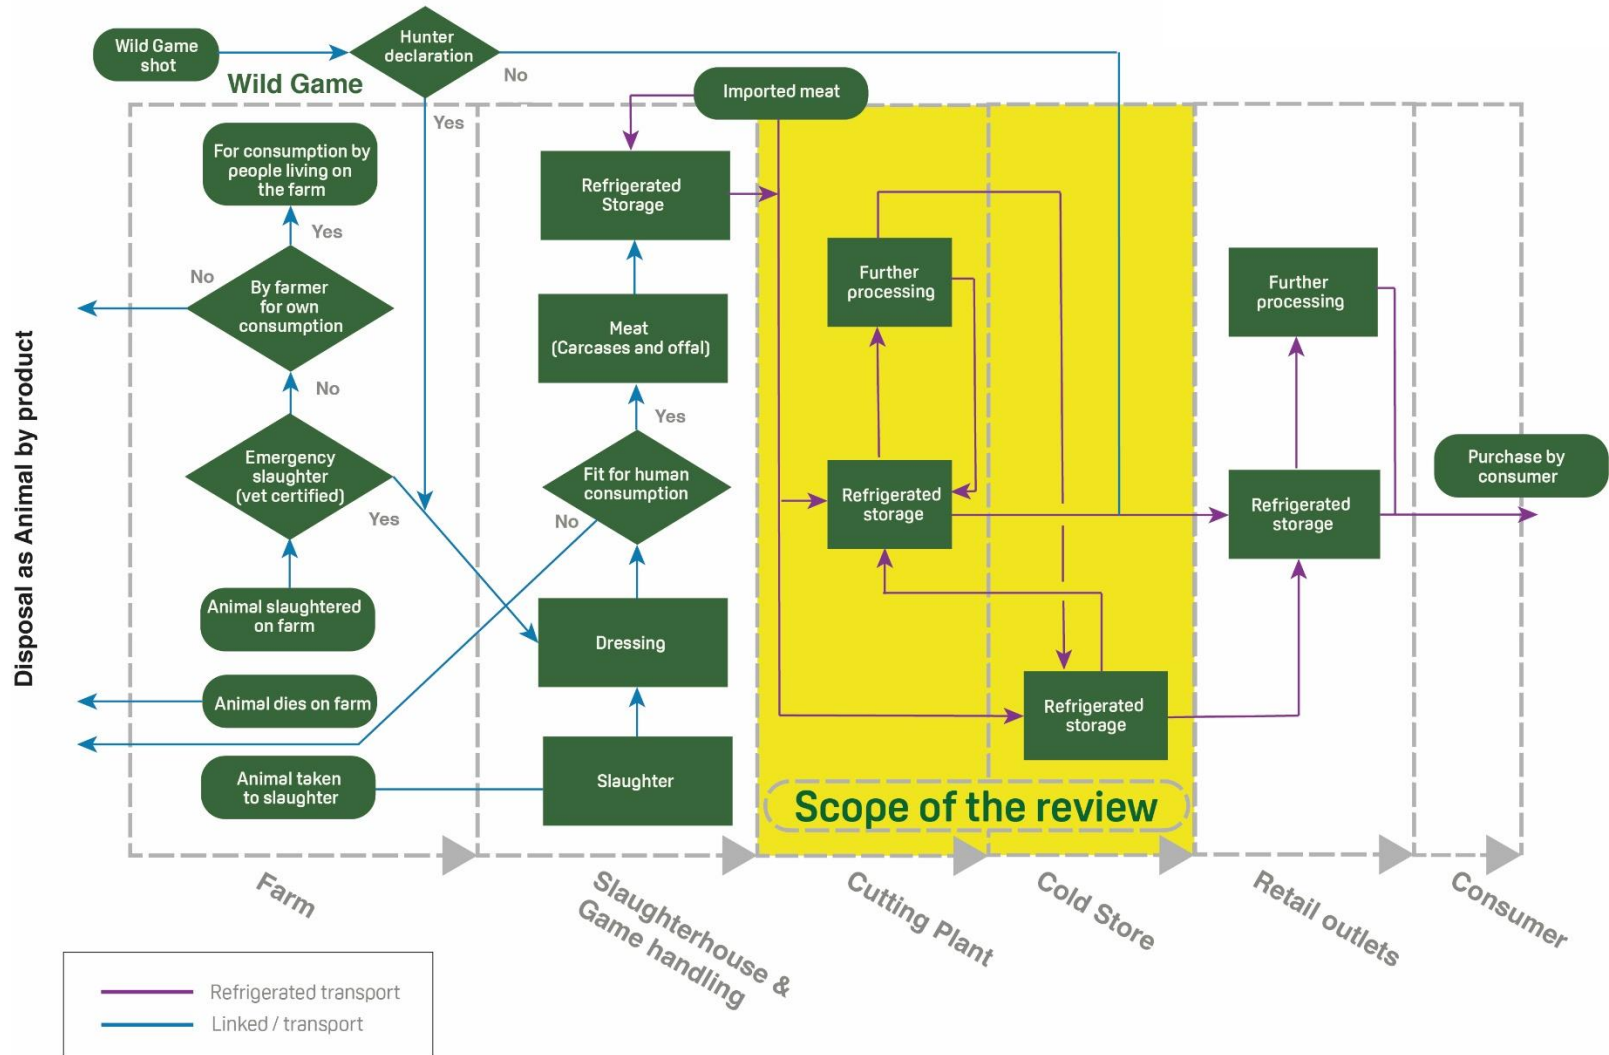 Wild Game
shot
Hunter
declaration
No
Wild Game
Yes
Imported meat
For consumption by
people living on
the farm
Yes
No
By farmer
for own
consumption
No
Emergency
slaughter
(vet certified)
Yes
Animal slaughtered
on farm
Animal dies on farm
Animal taken
to slaughter
Disposal as Animal by product
Refrigerated
Storage
Meat
(Carcases and offal)
Yes
Fit for human
consumption
No
Dressing
Slaughter
Further
processing
Refrigerated
storage
Refrigerated
storage
Scope of the review
Further
processing
Refrigerated
storage
Purchase by
consumer
Farm
Slaughterhouse &
Game handling
Cutting Plant
Cold Store
Retail outlets
Consumer
Refrigerated transport
Linked / transport